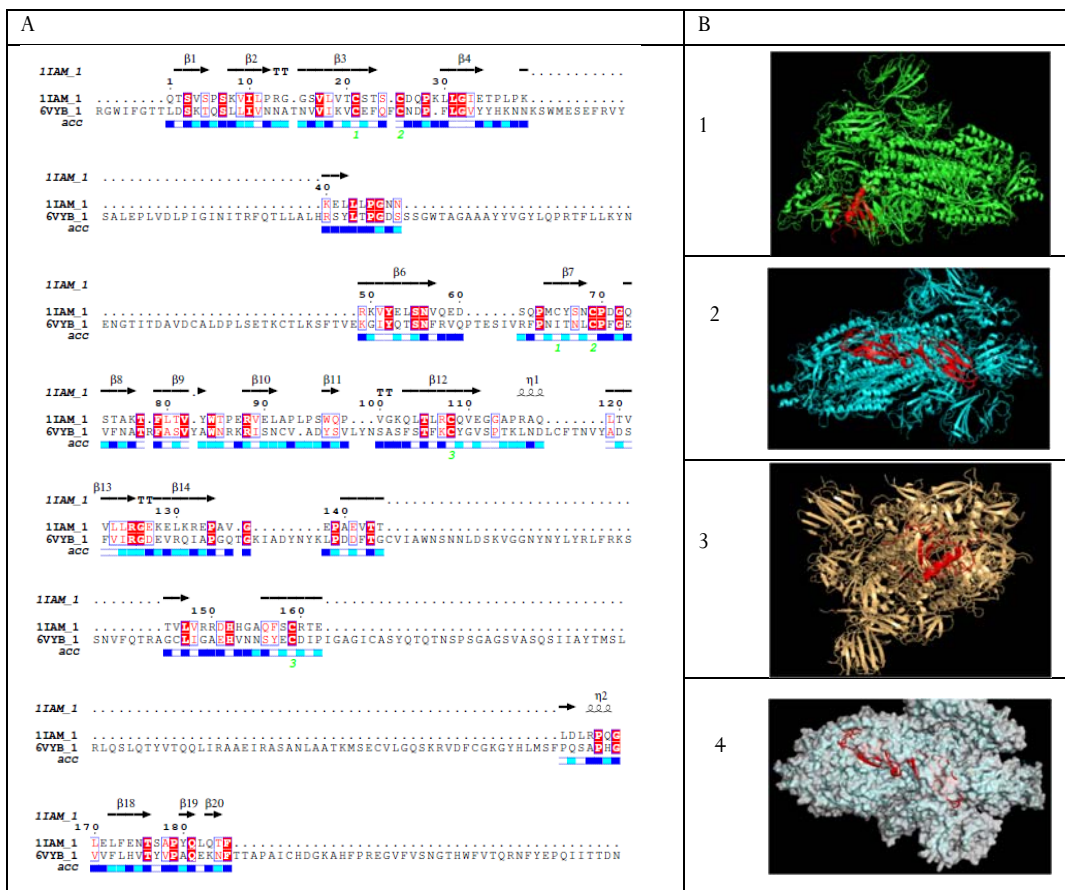 A B
β1 β2 TT β3 β4
1IAM_1
1 10 20 30
1IAM_1 ........QTSVSPSKVILPRG.GSVLVTCSTS.CDQPKLLGIETPLPK...........
6VYB_1 RGWIFGTTLDSKTQSLLIVNNATNVVIKVCEFQFCNDP.FLGVYYHKNNKSWMESEFRVY
acc
1 2
1IAM_1
40
1IAM_1 ..........................KELLLPGNN.........................
6VYB_1 SALEPLVDLPIGINITRFQTLLALHRSYLTPGDSSSGWTAGAAAYYVGYLQPRTFLLKYN
acc
β6 β7
1IAM_1
50 60 70
1IAM_1 ..............................RKVYELSNVQED......SQPMCYSNCPDGQ
6VYB_1 ENGTITDAVDCALDPLSETKCTLKSFTVEKGIYQTSNFRVQPTESIVRFPNITNLCPFGE
acc
1 2
β8 β9 β10 β11 TT β12 η1
1IAM_1
80 90 100 110 120
1IAM_1 STAKT.FLTV.YWTPERVELAPLPSWQP...VGKQLTLRCQVEGGAPRAQ.......LTV
6VYB_1 VFNATRFASVYAWNRKRISNCV.ADYSVLYNSASFSTFKCYGVSPTKLNDLCFTNVYADS
acc
3
β13 TT β14
1IAM_1
130 140
1IAM_1 VLLRGEKELKREPAV.G........EPAEVTT............................
6VYB_1 FVIRGDEVRQIAPGQTGKIADYNYKLPDDFTGCVIAWNSNNLDSKVGGNYNYLYRLFRKS
acc
1IAM_1
150 160
1IAM_1 ........TVLVRRDHHGAQFSCRTE..................................
6VYB_1 SNVFQTRAGCLIGAEHVNNSYECDIPIGAGICASYQTQTNSPSGAGSVASQSIIAYTMSL
acc
3
η2
1IAM_1
1IAM_1 .....................................................LDLRPQG
6VYB_1 RLQSLQTYVTQQLIRAAEIRASANLAATKMSECVLGQSKRVDFCGKGYHLMSFPQSAPHG
acc
β18 β19 β20
1IAM_1
170 180
1IAM_1 LELFENTSAPYQLQTF............................................
6VYB_1 VVFLHVTYVPAQEKNFTTAPAICHDGKAHFPREGVFVSNGTHWFVTQRNFYEPQIITTDN
acc
1
2
3
4